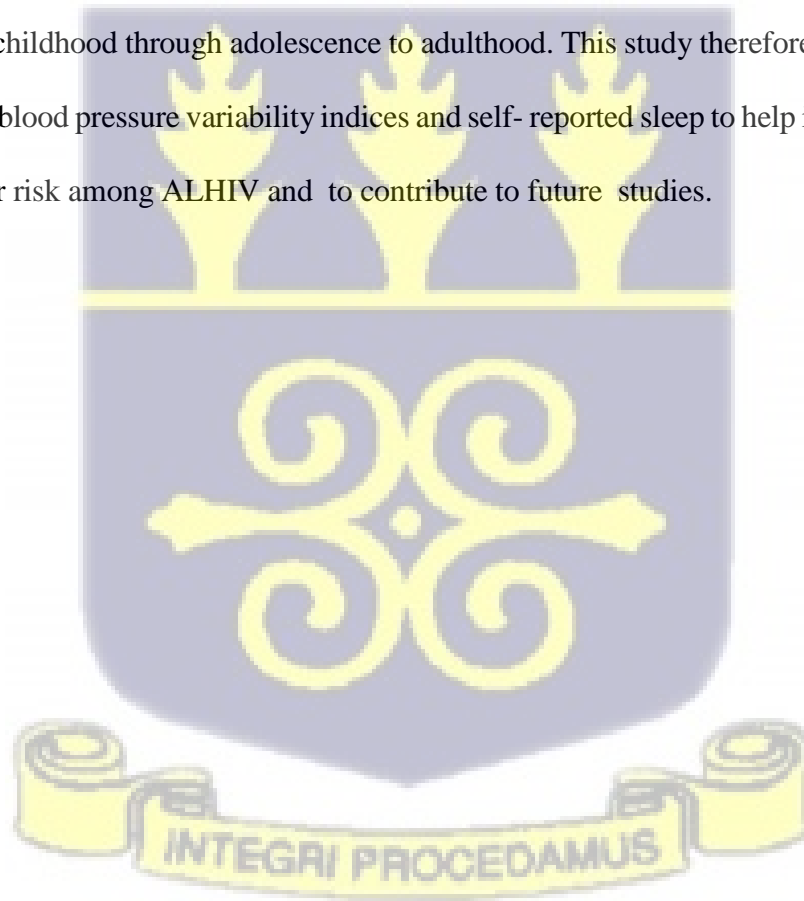 childhood through adolescence to adulthood. This study therefore
blood pressure variability indices and self- reported sleep to help
r risk among ALHIV and to contribute to future studies.
INTEGRI PROCEDAMUS